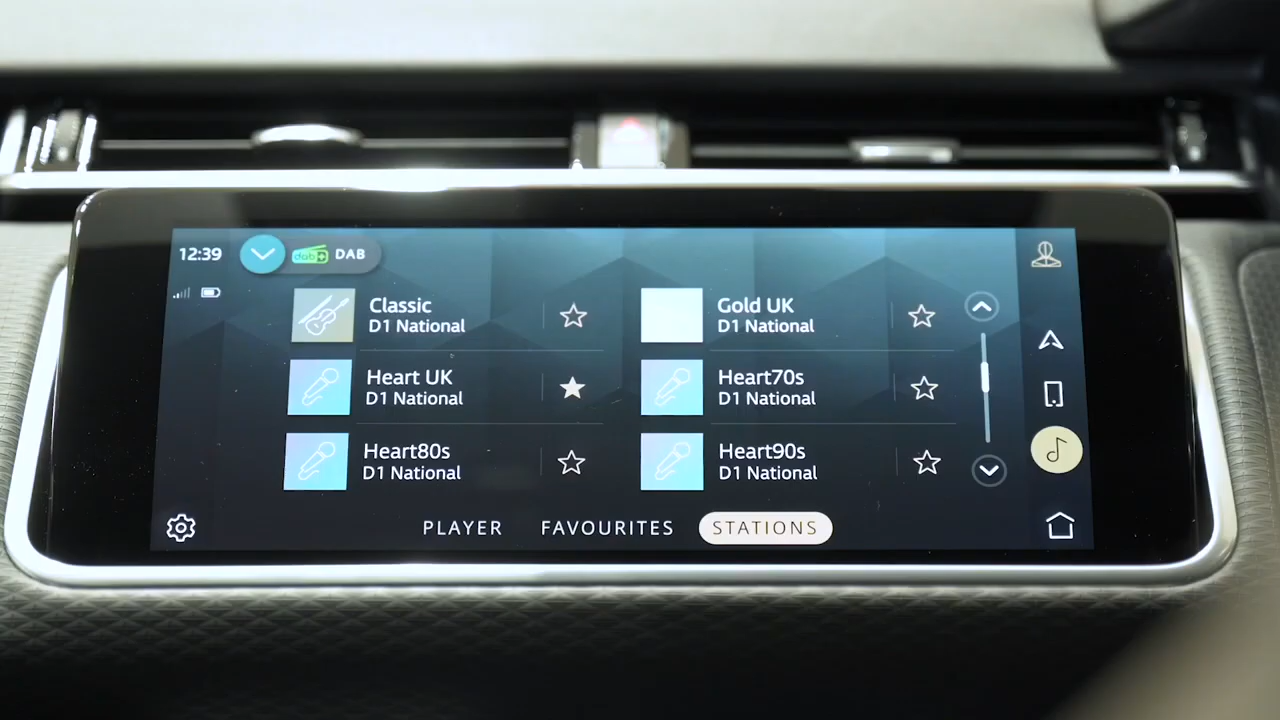 12:39
dab+ DAB
Classic
D1 National
Gold UK
D1 National
Heart UK
D1 National
Heart70s
D1 National
Heart80s
D1 National
Heart90s
D1 National
PLAYER FAVOURITES STATIONS